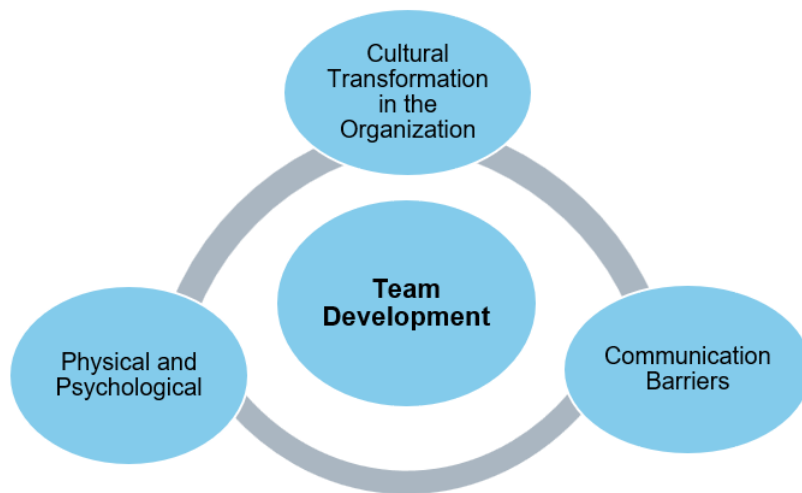 Cultural
Transformation
in the
Organization
Team
Development
Physical and
Psychological
Communication
Barriers